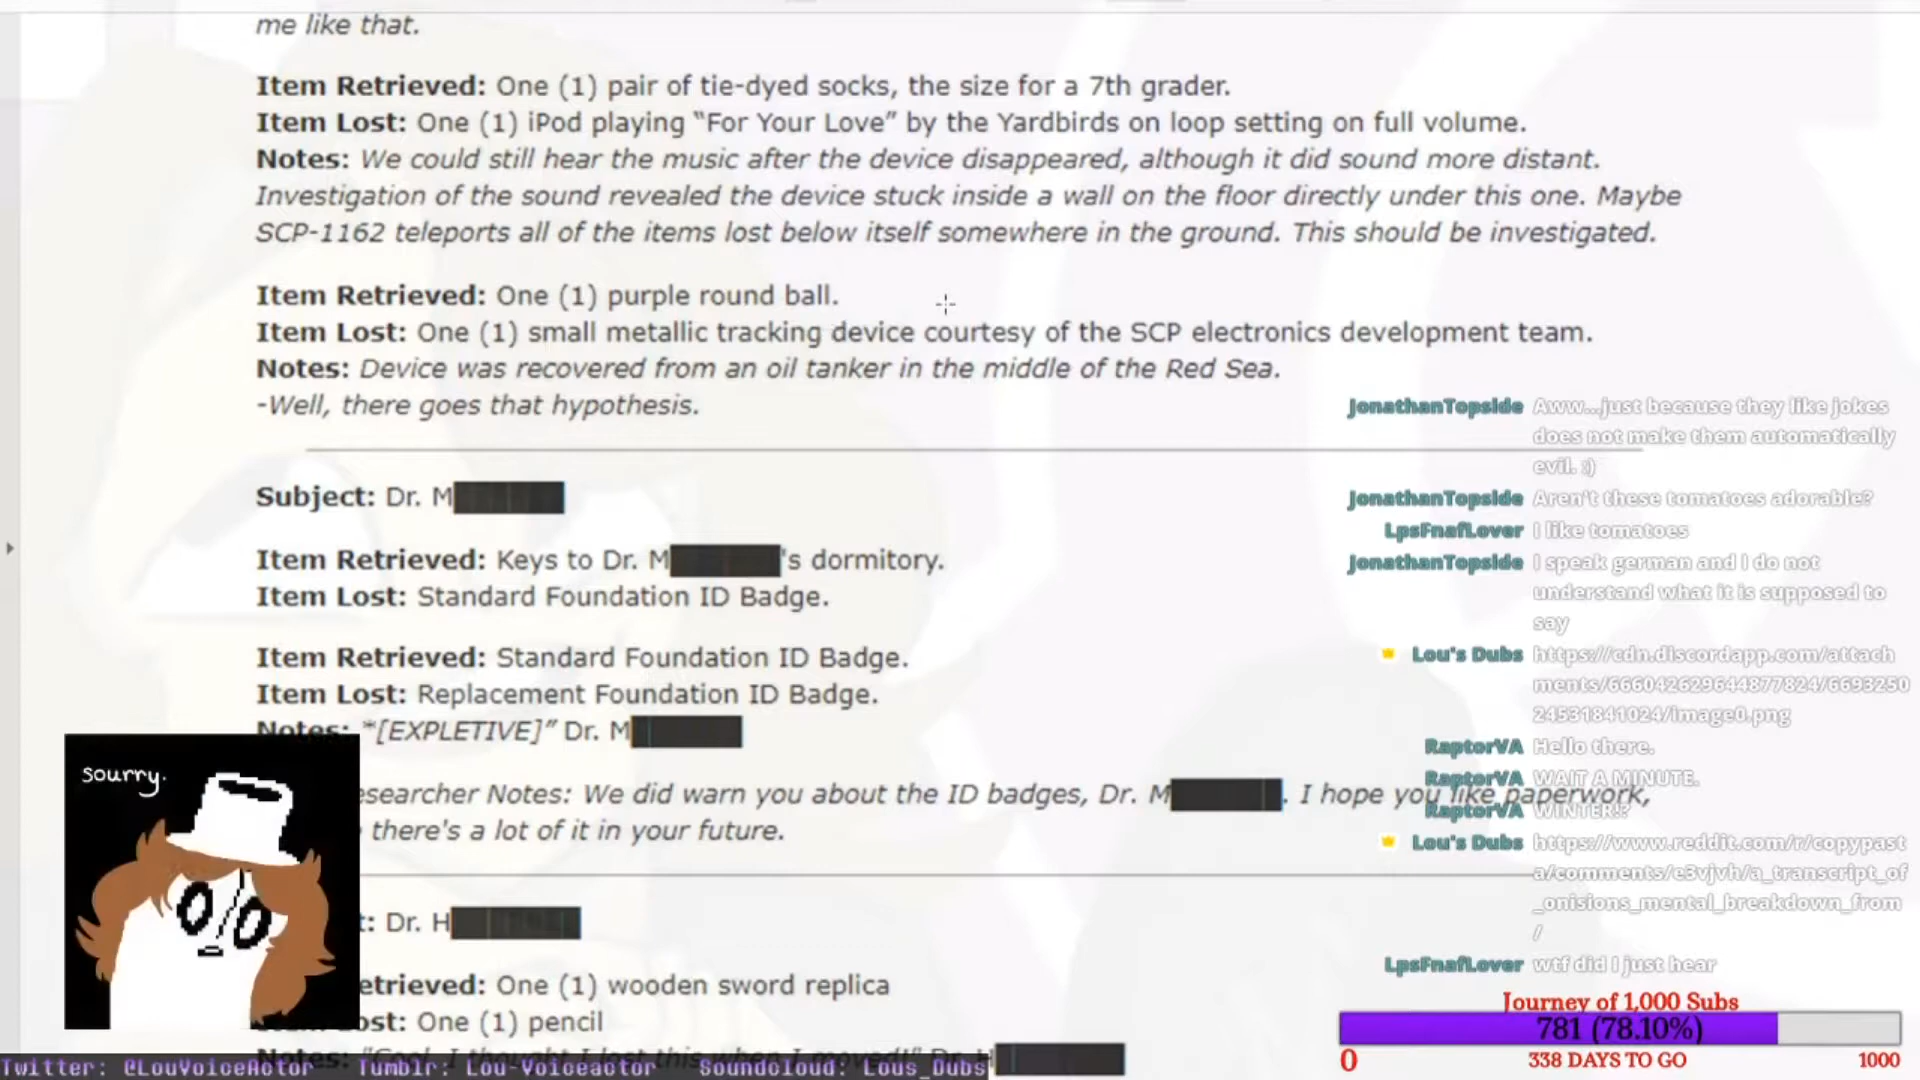 me like that.
Item Retrieved: One (1) pair of tie-dyed socks, the size for a 7th grader.
Item Lost: One (1) iPod playing “For Your Love” by the Yardbirds on loop setting on full volume.
Notes: We could still hear the music after the device disappeared, although it did sound more distant.
Investigation of the sound revealed the device stuck inside a wall on the floor directly under this one. Maybe
SCP-1162 teleports all of the items lost below itself somewhere in the ground. This should be investigated.
Item Retrieved: One (1) purple round ball.
Item Lost: One (1) small metallic tracking device courtesy of the SCP electronics development team.
Notes: Device was recovered from an oil tanker in the middle of the Red Sea.
-Well, there goes that hypothesis.
Subject: Dr. M
Item Retrieved: Keys to Dr. M 's dormitory.
Item Lost: Standard Foundation ID Badge.
Item Retrieved: Standard Foundation ID Badge.
Item Lost: Replacement Foundation ID Badge.
Notes: "[EXPLETIVE]" Dr. M
esearcher Notes: We did warn you about the ID badges, Dr. M . I hope you like paperwork,
there's a lot of it in your future.
t: Dr. H
etrieved: One (1) wooden sword replica
ost: One (1) pencil
Notes: "Cool, I thought I lost this when I moved!" Dr. H
sourry.
JonathanTopside Aww...just because they like jokes
does not make them automatically
evil. :)
JonathanTopside Aren't these tomatoes adorable?
LpsFnafLover I like tomatoes
JonathanTopside I speak german and I do not
understand what it is supposed to
say
Lou's Dubs https://cdn.discordapp.com/attach
ments/666042629644877824/6693250
24531841024/image0.png
RaptorVA Hello there.
RaptorVA WAIT A MINUTE.
RaptorVA WINTER!?
Lou's Dubs https://www.reddit.com/r/copypast
a/comments/e3vjvh/a_transcript_of
_onisions_mental_breakdown_from
/
LpsFnafLover wtf did I just hear
Journey of 1,000 Subs
781 (78.10%)
0 338 DAYS TO GO 1000
Twitter: @LouVoiceActor Tumblr: Lou-Voiceactor Soundcloud: Lous_Dubs